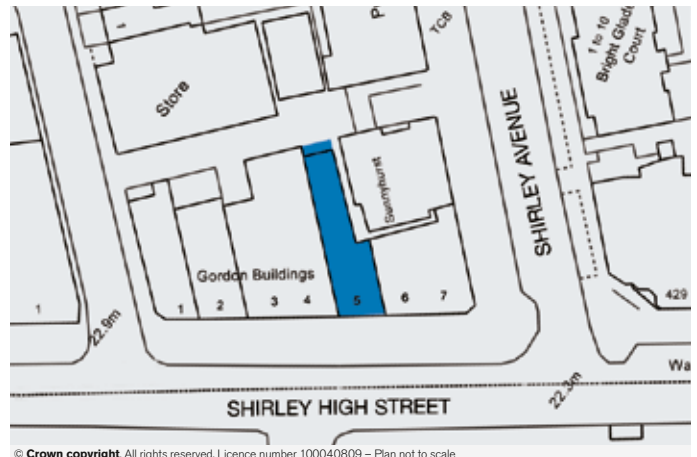 TCB
P
1 to 10
Bright Glade
Court
Store
SHIRLEY AVENUE
Sunnyhurst
Gordon Buildings
1
1
2
3
4
5
6
7
429
22.9m
Wa
22.3m
SHIRLEY HIGH STREET
© Crown copyright. All rights reserved. Licence number 100040809 – Plan not to scale